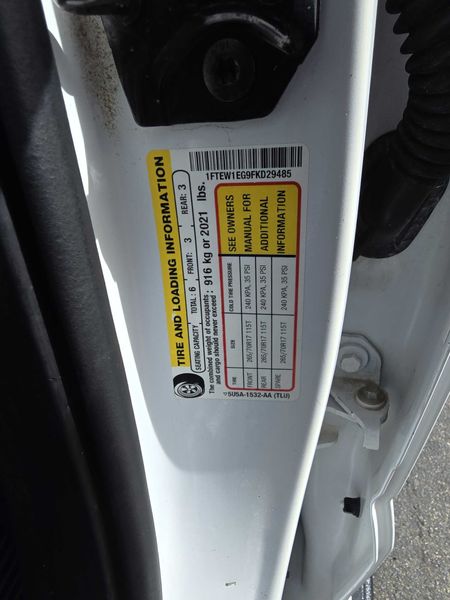 1FTEW1EG9FKD29485
TIRE AND LOADING INFORMATION
SEATING CAPACITY TOTAL: 6 FRONT: 3 REAR: 3
The combined weight of occupants
and cargo should never exceed: 916 kg or 2021 lbs.
TIRE SIZE COLD TIRE PRESSURE
FRONT 265/70R17 115T 240 KPA, 35 PSI
REAR 265/70R17 115T 240 KPA, 35 PSI
SPARE 265/70R17 115T 240 KPA, 35 PSI
SEE OWNERS
MANUAL FOR
ADDITIONAL
INFORMATION
5U5A-1532-AA (TLU)